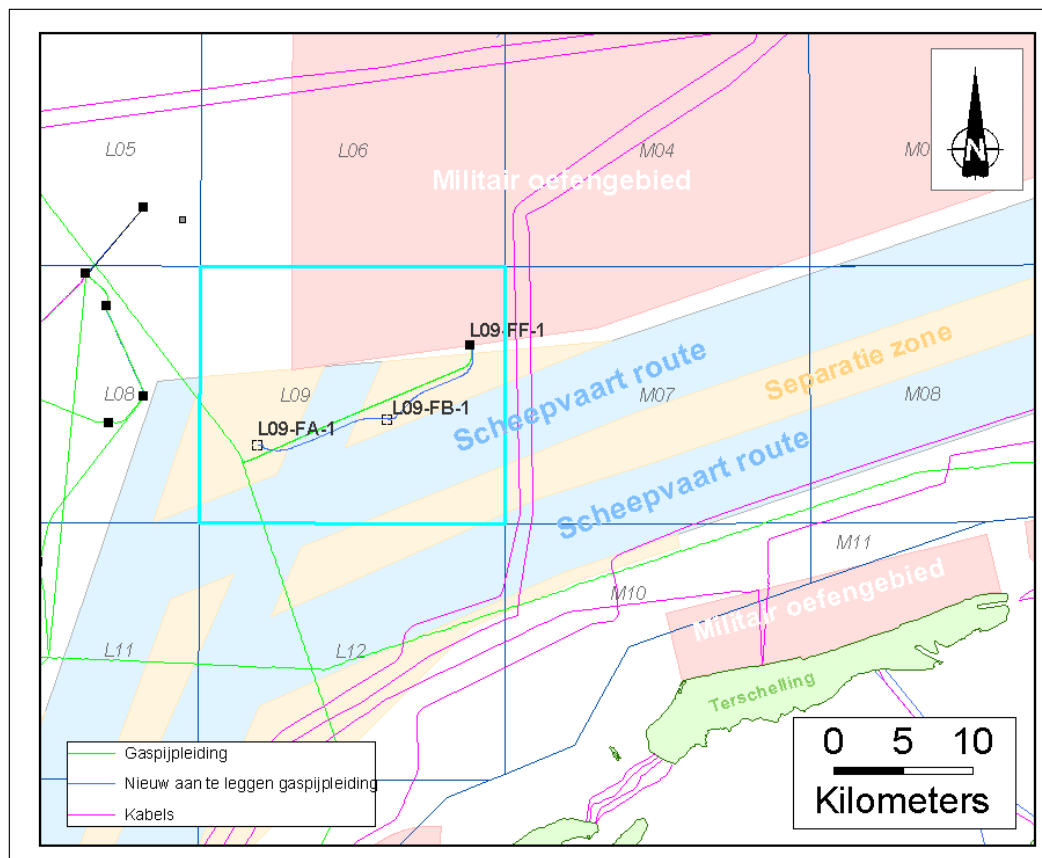 L05
L06
M04
M0
N
Militair oefengebied
L09-FF-1
L08
L09
L09-FB-1
L09-FA-1
Scheepvaart route
M07
Separatie zone
M08
Scheepvaart route
M11
M10
Militair oefengebied
L11
L12
Terschelling
Gaspijpleiding
Nieuw aan te leggen gaspijpleiding
Kabels
0 5 10
Kilometers